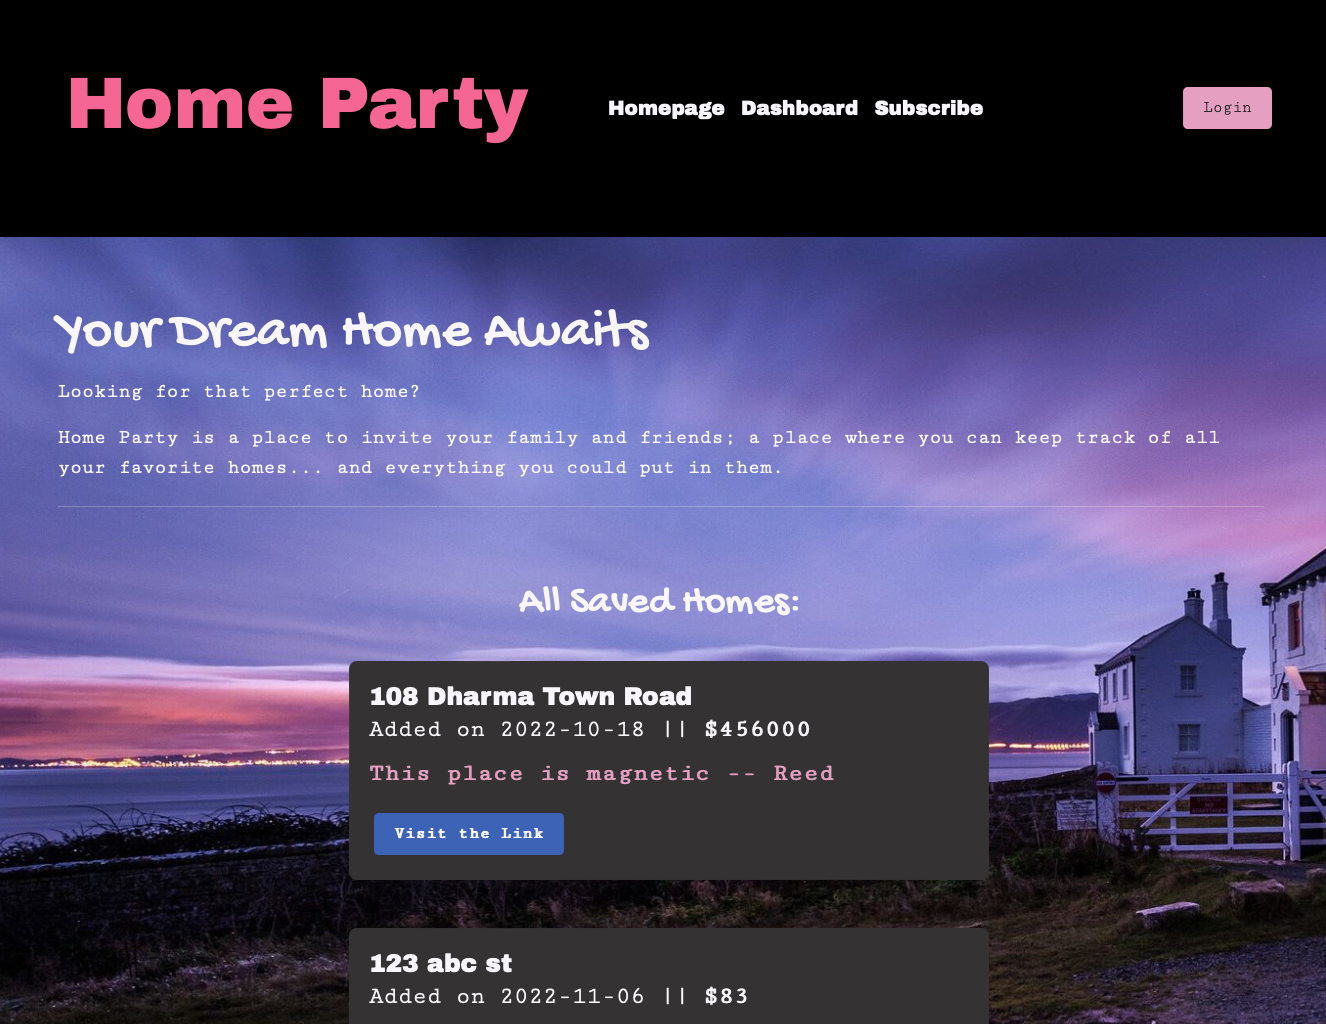 Home Party
Homepage Dashboard Subscribe
Login
Your Dream Home Awaits
Looking for that perfect home?
Home Party is a place to invite your family and friends; a place where you can keep track of all
your favorite homes... and everything you could put in them.
All Saved Homes:
108 Dharma Town Road
Added on 2022-10-18 || $456000
This place is magnetic -- Reed
Visit the Link
123 abc st
Added on 2022-11-06 || $83